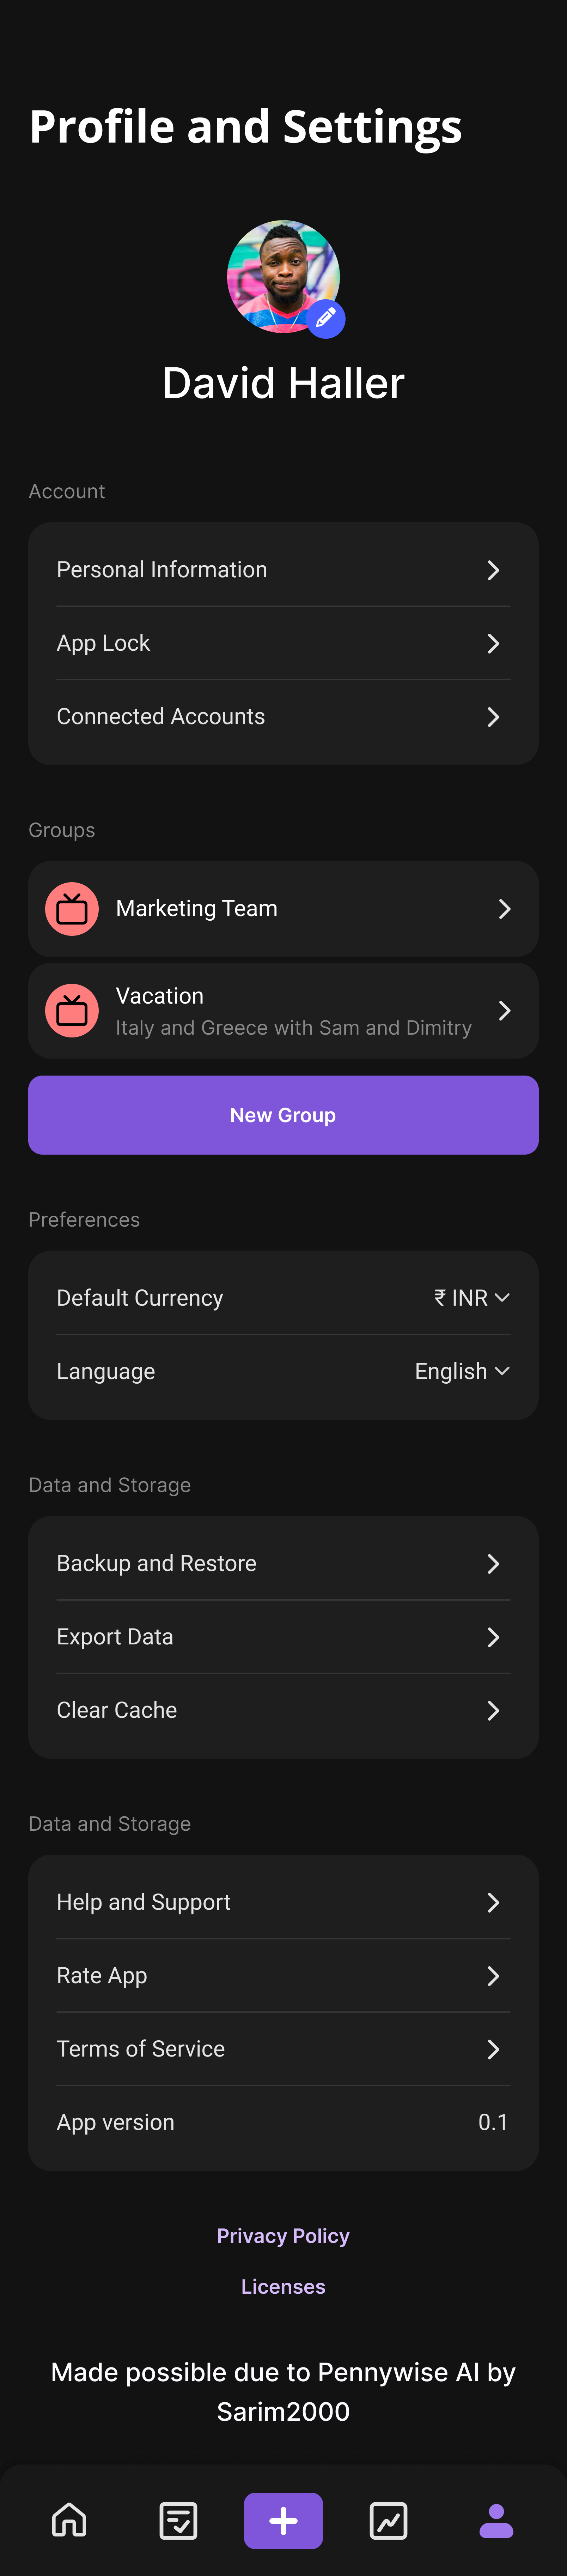 Profile and Settings
David Haller
Account
Personal Information
App Lock
Connected Accounts
Groups
Marketing Team
Vacation
Italy and Greece with Sam and Dimitry
New Group
Preferences
Default Currency ₹ INR
Language English
Data and Storage
Backup and Restore
Export Data
Clear Cache
Data and Storage
Help and Support
Rate App
Terms of Service
App version 0.1
Privacy Policy
Licenses
Made possible due to Pennywise AI by
Sarim2000